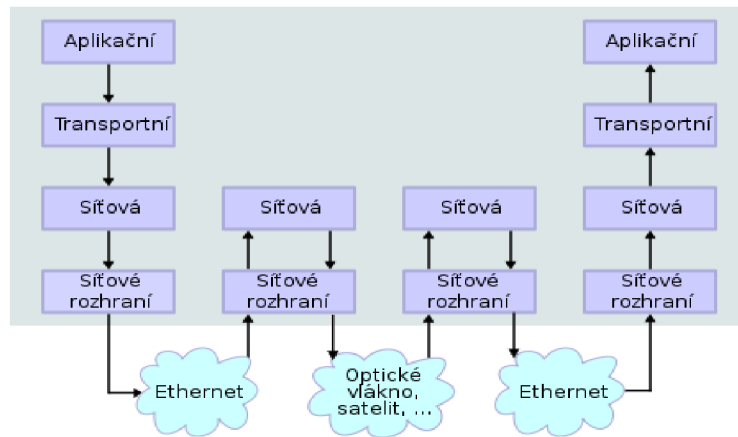 Aplikační
Aplikační
Transportní
Transportní
Síťová
Síťová
Síťová
Síťová
Síťové
rozhraní
Síťové
rozhraní
Síťové
rozhraní
Síťové
rozhraní
Ethernet
Optické
vlákno,
satelit, ...
Ethernet